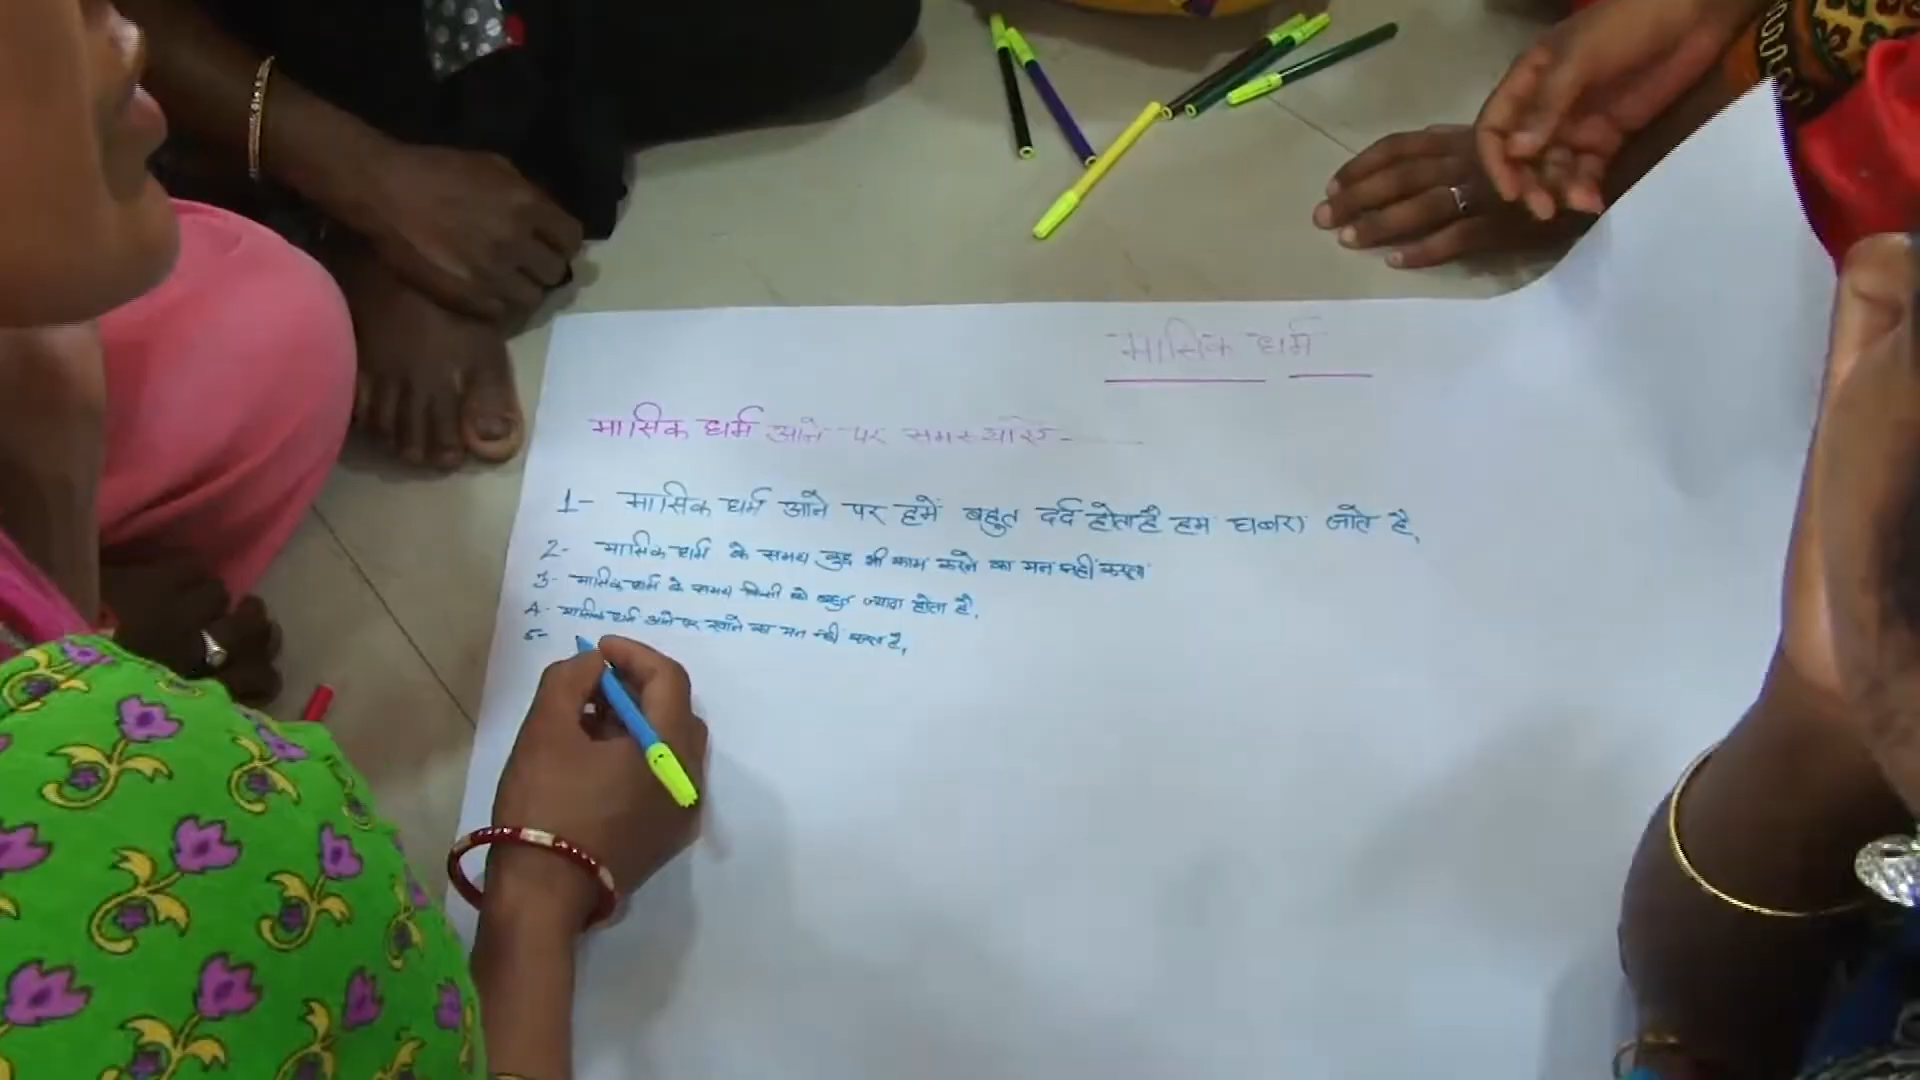 मासिक धर्म
मासिक धर्म आने पर समस्याऐ -
1- मासिक धर्म आने पर हमें बहुत दर्द होता है हम घबरा जाते है,
2- मासिक धर्म के समय कुछ भी काम करने का मन नहीं करता
3- मासिक धर्म के समय किसी को बहुत ज्यादा होता है,
4- मासिक धर्म आने पर खाने का मन नही करता है,
5-